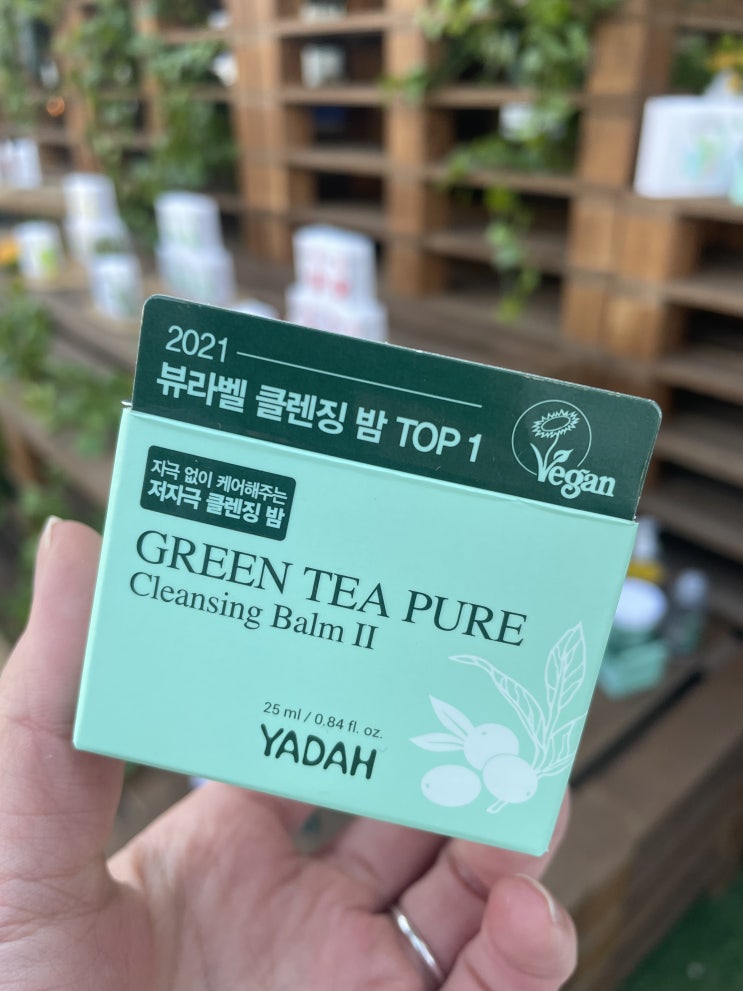 2021
뷰라벨 클렌징 밤 TOP 1
Vegan
자극 없이 케어해주는
저자극 클렌징 밤
GREEN TEA PURE
Cleansing Balm II
25 ml / 0.84 fl. oz.
YADAH